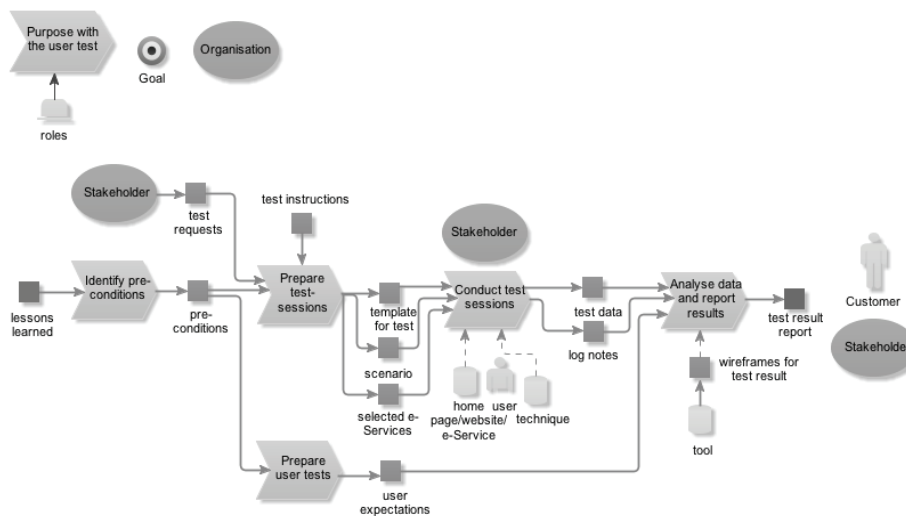 Purpose with
the user test
Goal
Organisation
roles
Stakeholder
test
requests
test instructions
Stakeholder
lessons
learned
Identify pre-
conditions
pre-
conditions
Prepare
test-
sessions
template
for test
scenario
selected e-
Services
Conduct test
sessions
home
page/website/
e-Service
user
technique
test data
log notes
Analyse data
and report
results
wireframes for
test result
tool
test result
report
Customer
Stakeholder
Prepare
user tests
user
expectations